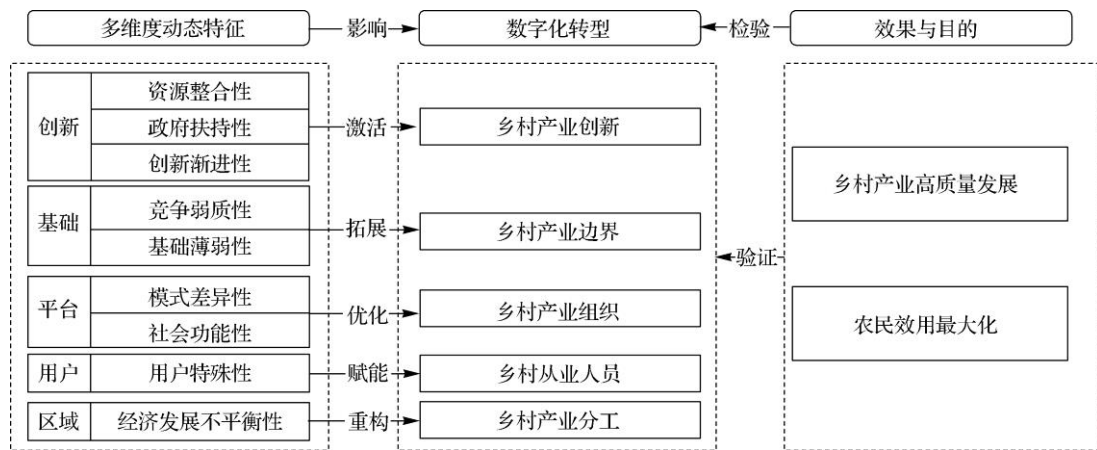 多维度动态特征
影响
数字化转型
检验
效果与目的
创新
资源整合性
政府扶持性
创新渐进性
激活
乡村产业创新
基础
竞争弱质性
基础薄弱性
拓展
乡村产业边界
平台
模式差异性
社会功能性
优化
乡村产业组织
用户
用户特殊性
赋能
乡村从业人员
区域
经济发展不平衡性
重构
乡村产业分工
验证
乡村产业高质量发展
农民效用最大化